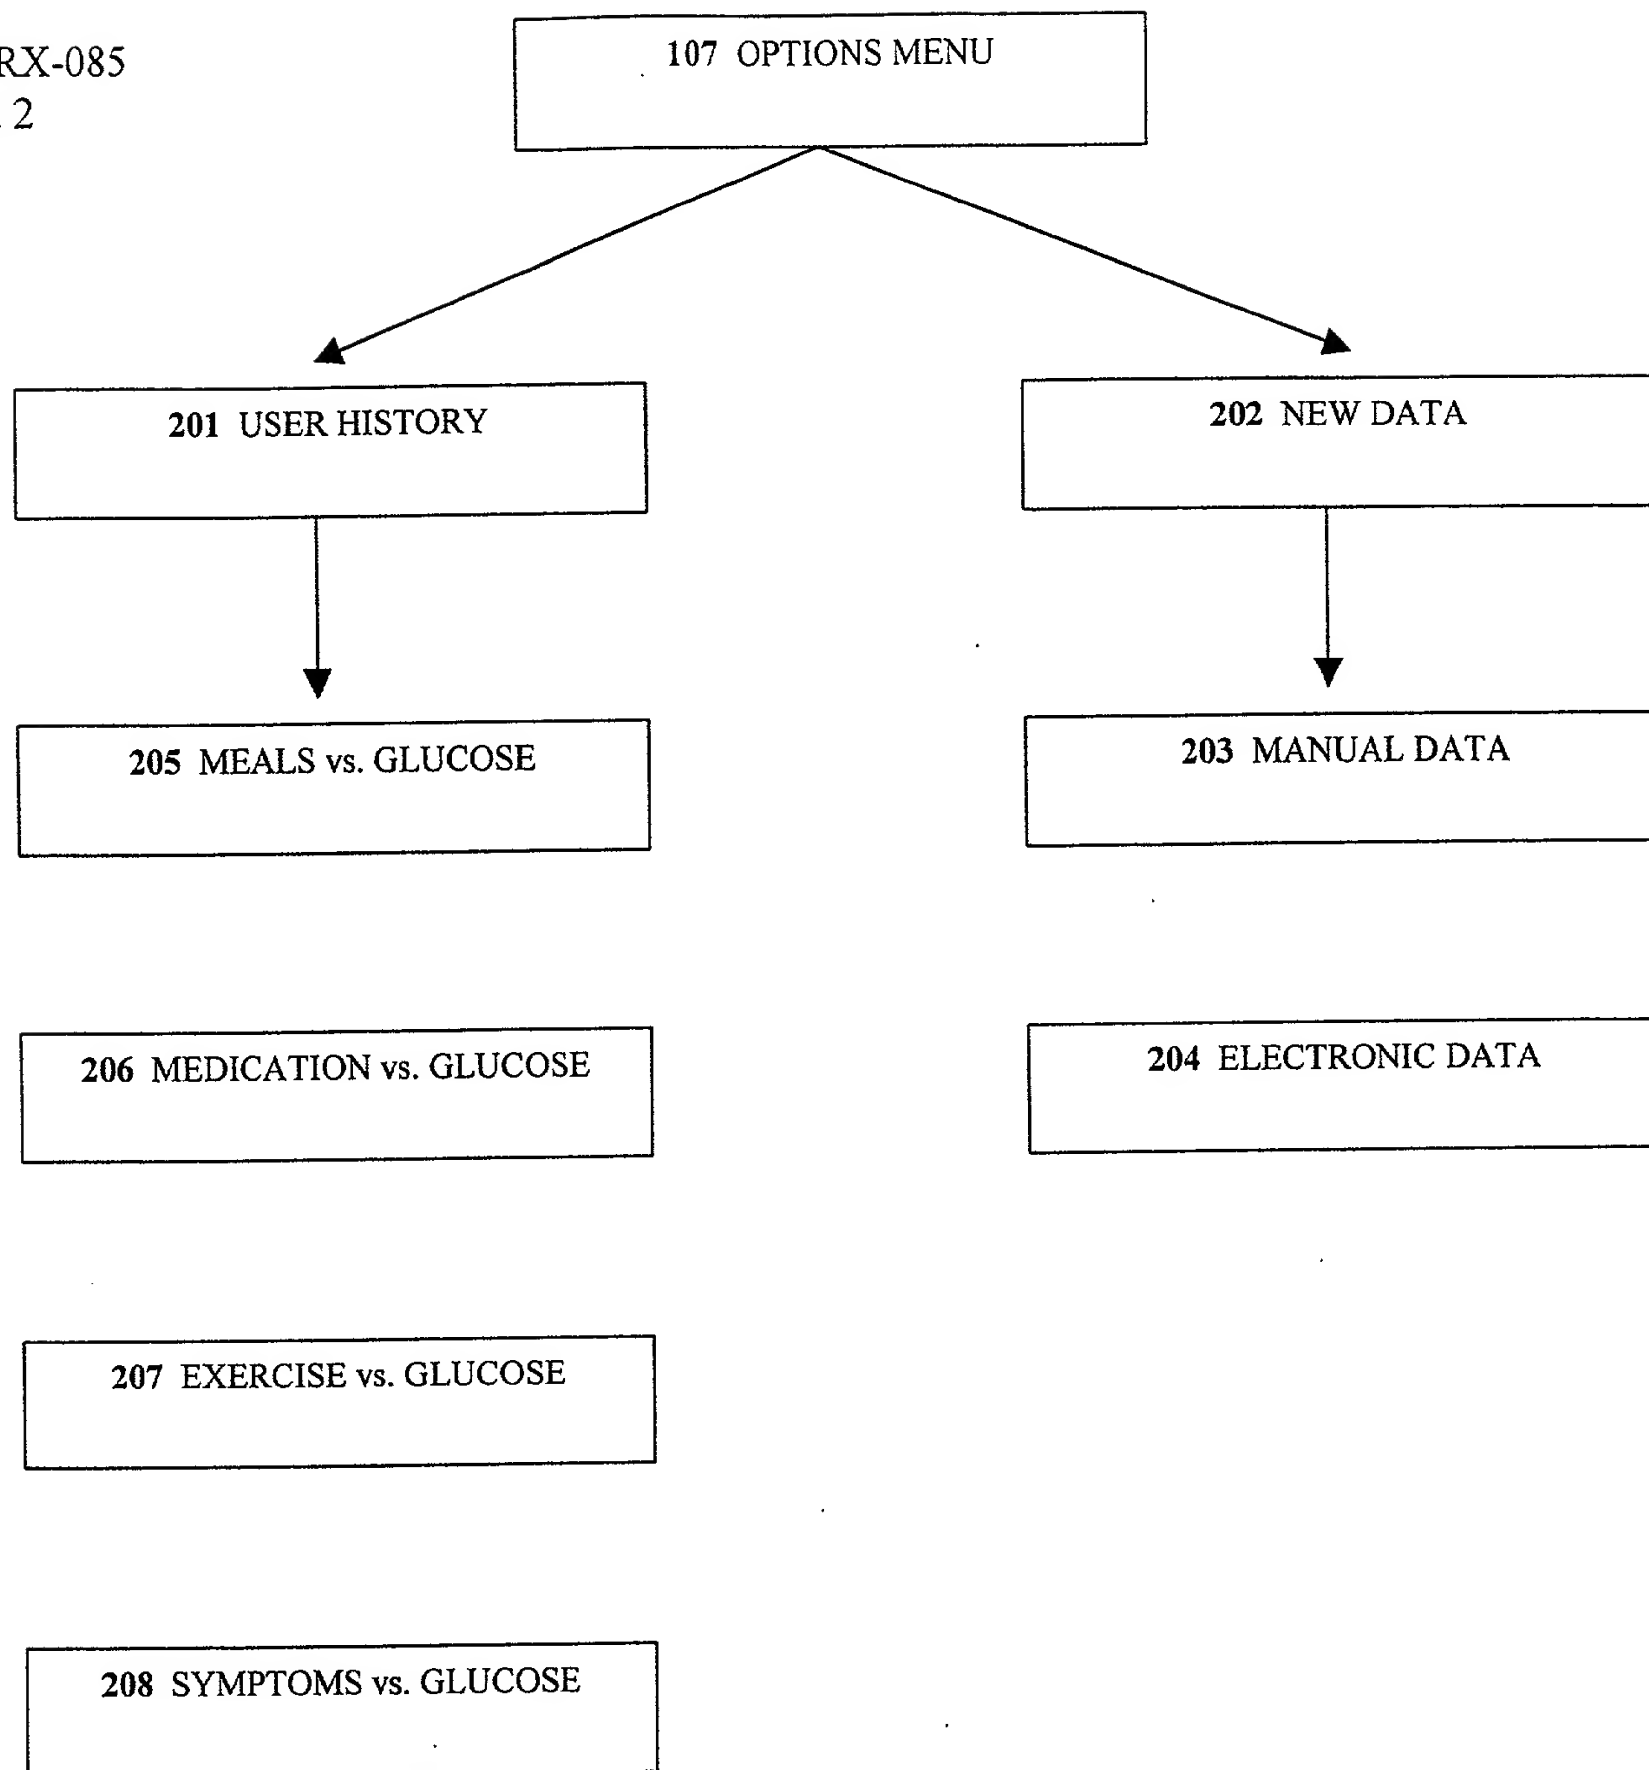 RX-085
2
107 OPTIONS MENU
201 USER HISTORY
202 NEW DATA
205 MEALS vs. GLUCOSE
203 MANUAL DATA
206 MEDICATION vs. GLUCOSE
204 ELECTRONIC DATA
207 EXERCISE vs. GLUCOSE
208 SYMPTOMS vs. GLUCOSE